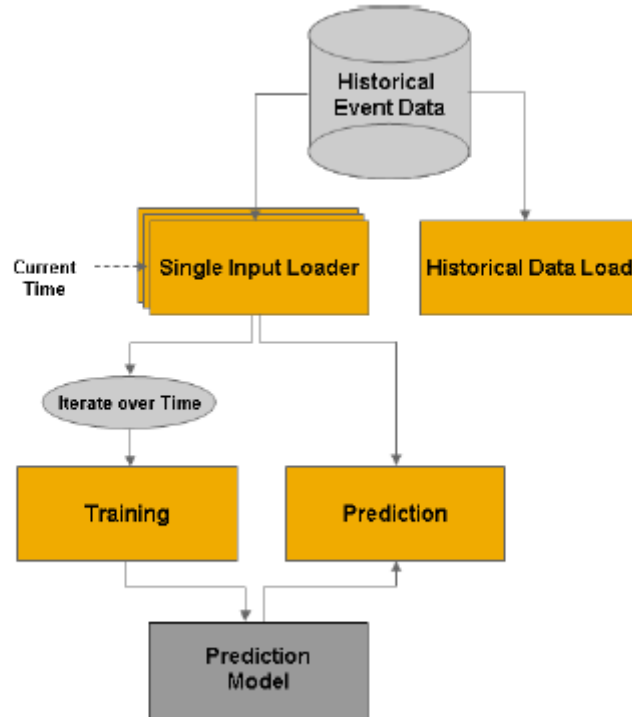 Historical
Event Data
Current
Time
Single Input Loader
Historical Data Load
Iterate over Time
Training
Prediction
Prediction
Model